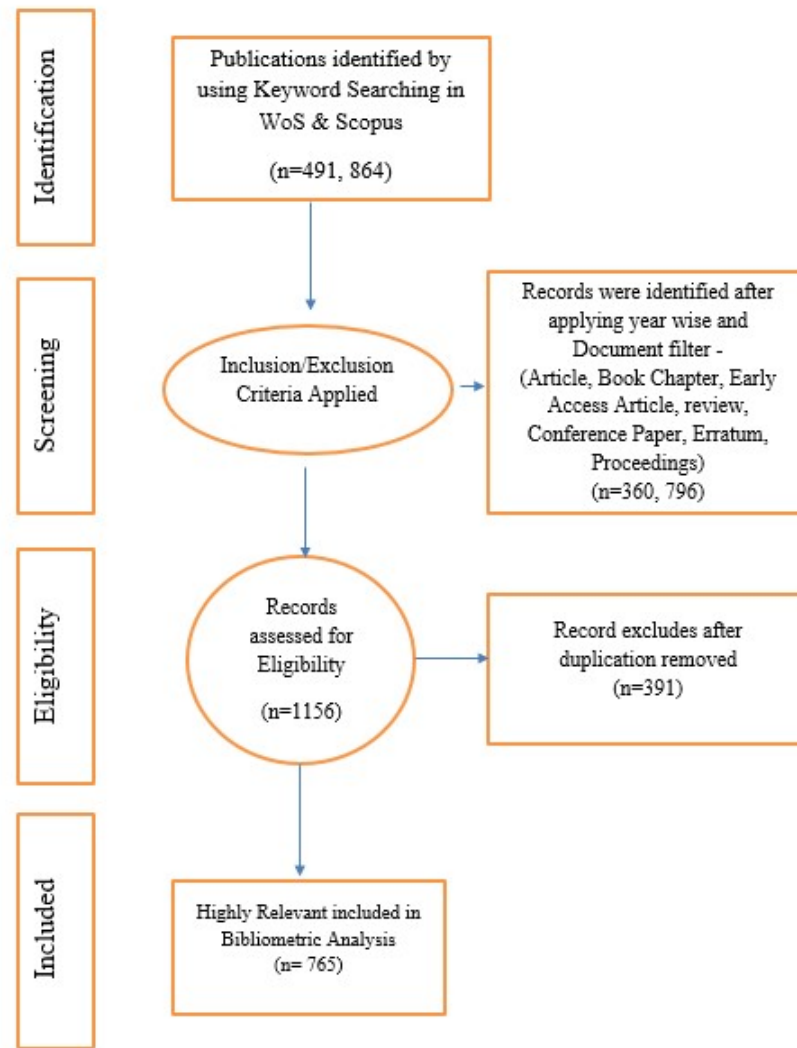 Identification
Publications identified by
using Keyword Searching in
WoS & Scopus
(n=491, 864)
Screening
Inclusion/Exclusion
Criteria Applied
Records were identified after
applying year wise and
Document filter -
(Article, Book Chapter, Early
Access Article, review,
Conference Paper, Erratum,
Proceedings)
(n=360, 796)
Eligibility
Records
assessed for
Eligibility
(n=1156)
Record excludes after
duplication removed
(n=391)
Included
Highly Relevant included in
Bibliometric Analysis
(n= 765)